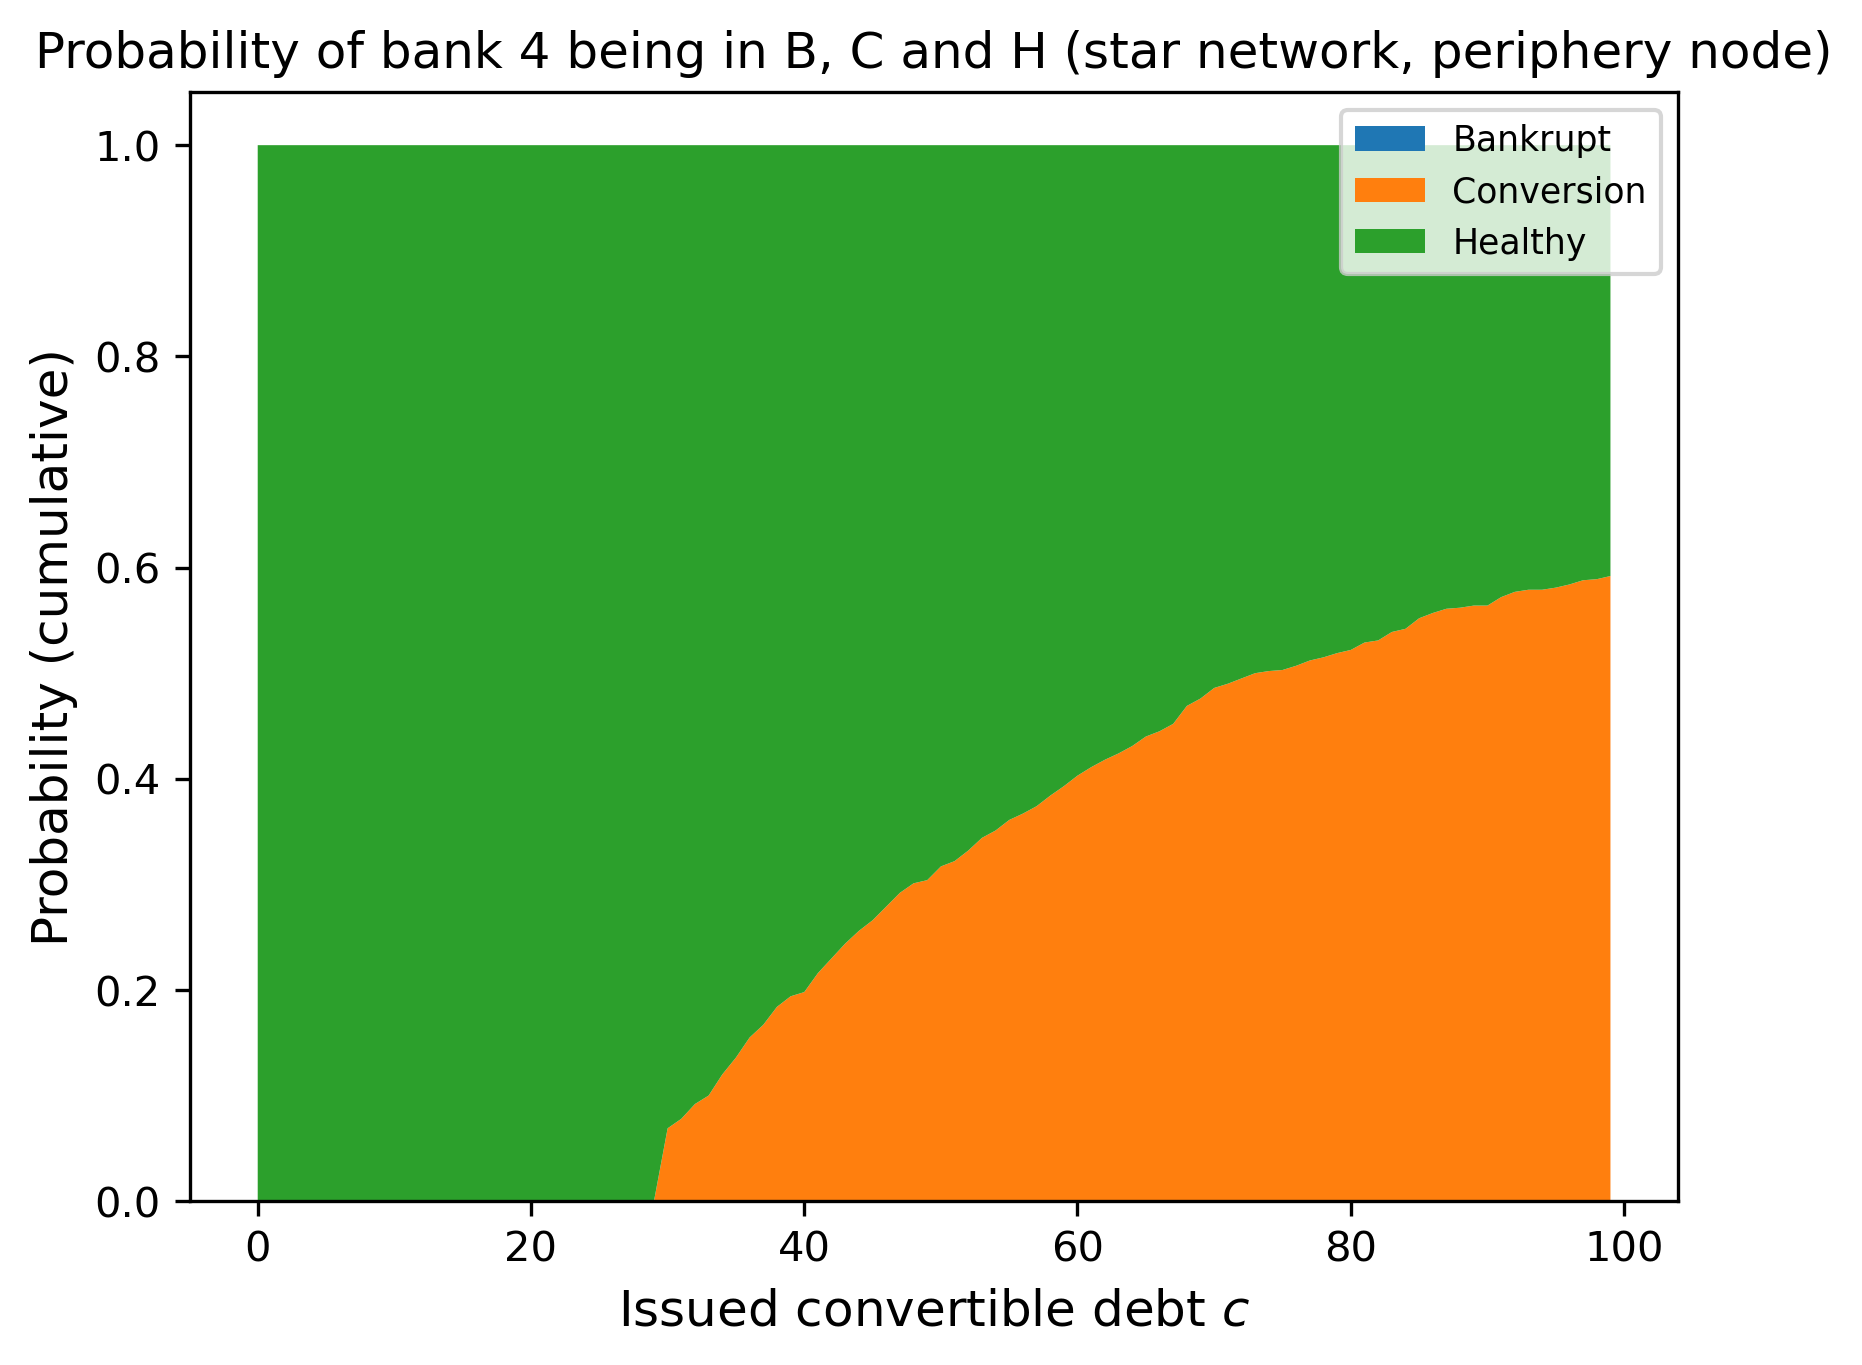 Probability of bank 4 being in B, C and H (star network, periphery node)
Bankrupt
Conversion
Healthy
Probability (cumulative)
1.0
0.8
0.6
0.4
0.2
0.0
0 20 40 60 80 100
Issued convertible debt c